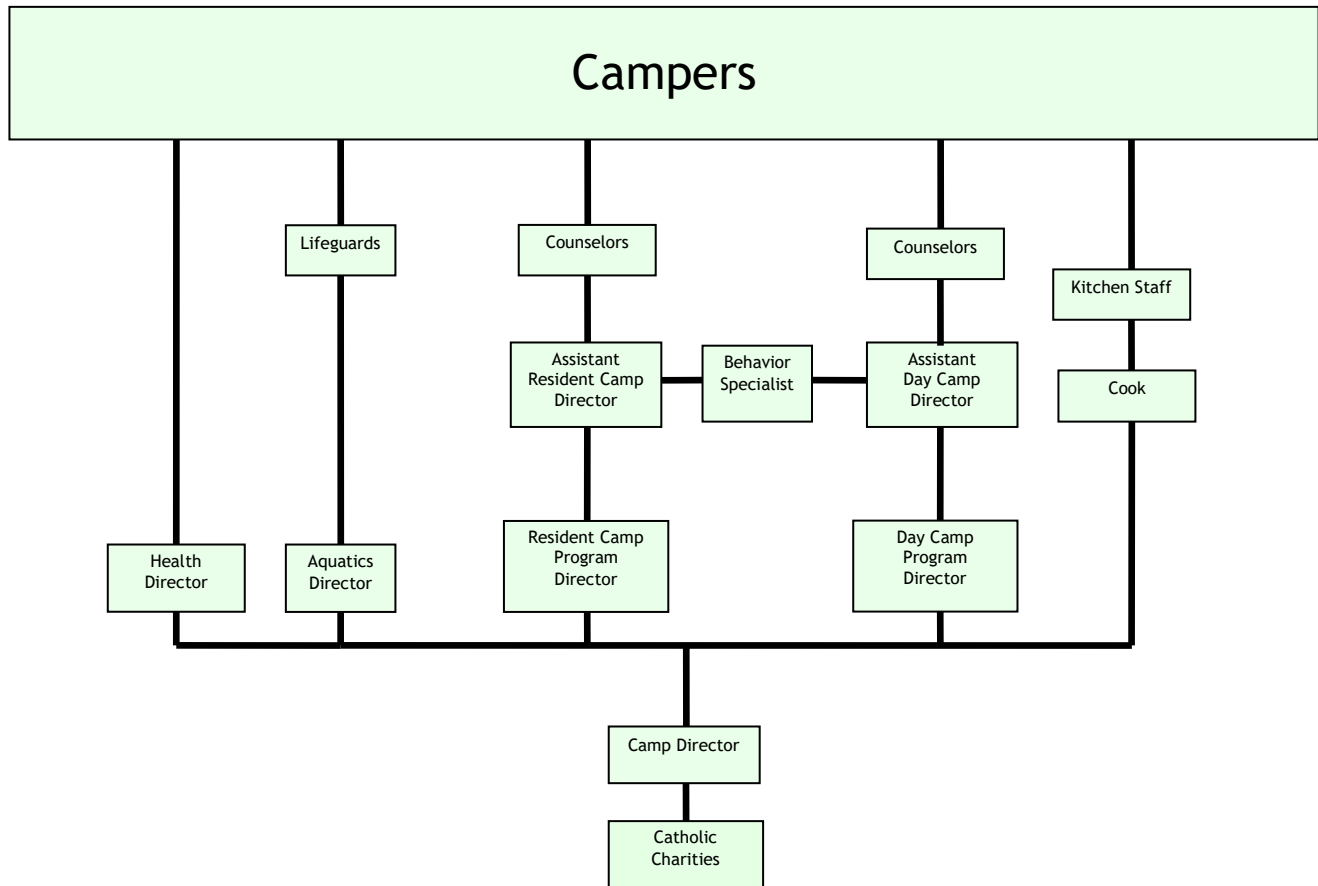 Campers
Lifeguards
Counselors
Counselors
Kitchen Staff
Assistant
Resident Camp
Director
Behavior
Specialist
Assistant
Day Camp
Director
Cook
Health
Director
Aquatics
Director
Resident Camp
Program
Director
Day Camp
Program
Director
Camp Director
Catholic
Charities